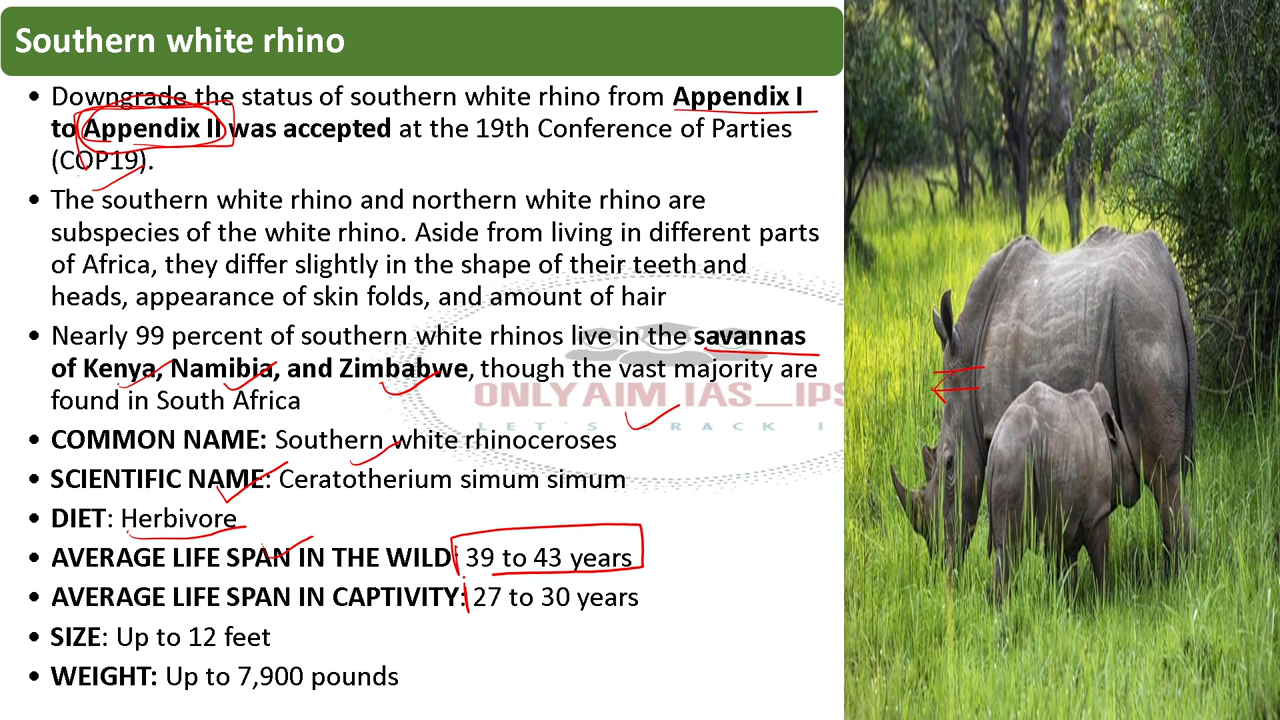 Southern white rhino
• Downgrade the status of southern white rhino from Appendix I
to Appendix II was accepted at the 19th Conference of Parties
(COP19).
• The southern white rhino and northern white rhino are
subspecies of the white rhino. Aside from living in different parts
of Africa, they differ slightly in the shape of their teeth and
heads, appearance of skin folds, and amount of hair
• Nearly 99 percent of southern white rhinos live in the savannas
of Kenya, Namibia, and Zimbabwe, though the vast majority are
found in South Africa
ONLYAIM IAS_IPS
LET'S CRACK I
• COMMON NAME: Southern white rhinoceroses
• SCIENTIFIC NAME: Ceratotherium simum simum
• DIET: Herbivore
• AVERAGE LIFE SPAN IN THE WILD: 39 to 43 years
• AVERAGE LIFE SPAN IN CAPTIVITY: 27 to 30 years
• SIZE: Up to 12 feet
• WEIGHT: Up to 7,900 pounds